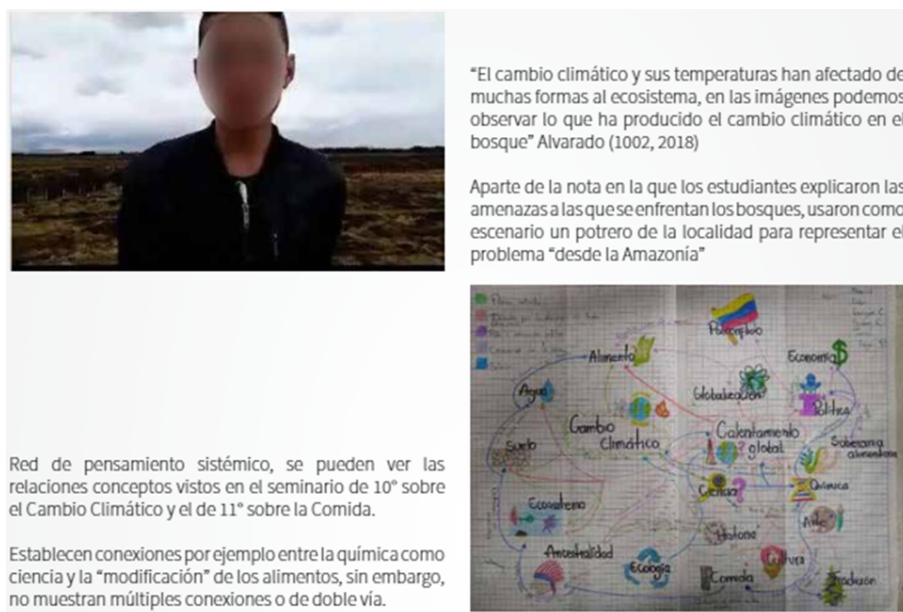 “El cambio climático y sus temperaturas han afectado de
muchas formas al ecosistema, en las imágenes podemos
observar lo que ha producido el cambio climático en el
bosque” Alvarado (1002, 2018)
Aparte de la nota en la que los estudiantes explicaron las
amenazas a las que se enfrentan los bosques, usaron como
escenario un potrero de la localidad para representar el
problema “desde la Amazonía”
Red de pensamiento sistémico, se pueden ver las
relaciones conceptos vistos en el seminario de 10° sobre
el Cambio Climático y el de 11° sobre la Comida.
Establecen conexiones por ejemplo entre la química como
ciencia y la “modificación” de los alimentos, sin embargo,
no muestran múltiples conexiones o de doble vía.
Alimento
Economía $
Agua
Globalización
Política
Cambio
Climático
Calentamento
global
Suelo
Soberania
alimentaria
Ciencia ?
Química
Ecosistema
Historia
Arte
Ancestralidad
Ecología
Cultura
Comida
Tradición